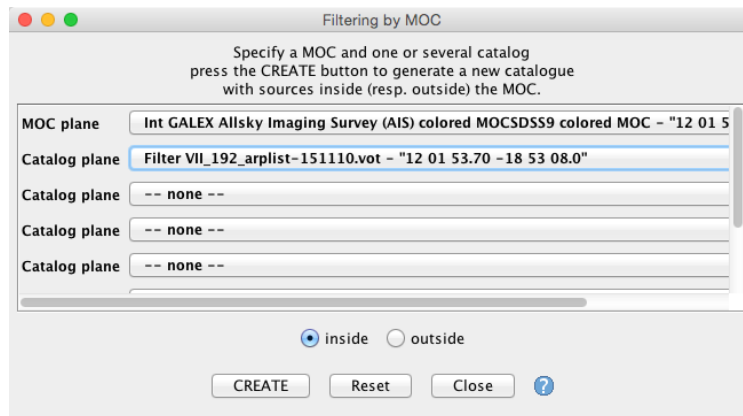 Filtering by MOC
Specify a MOC and one or several catalog
press the CREATE button to generate a new catalogue
with sources inside (resp. outside) the MOC.
MOC plane Int GALEX Allsky Imaging Survey (AIS) colored MOCSDSS9 colored MOC - "12 01 5
Catalog plane Filter VII_192_arplist-151110.vot - "12 01 53.70 -18 53 08.0"
Catalog plane -- none --
Catalog plane -- none --
Catalog plane -- none --
inside outside
CREATE Reset Close ?